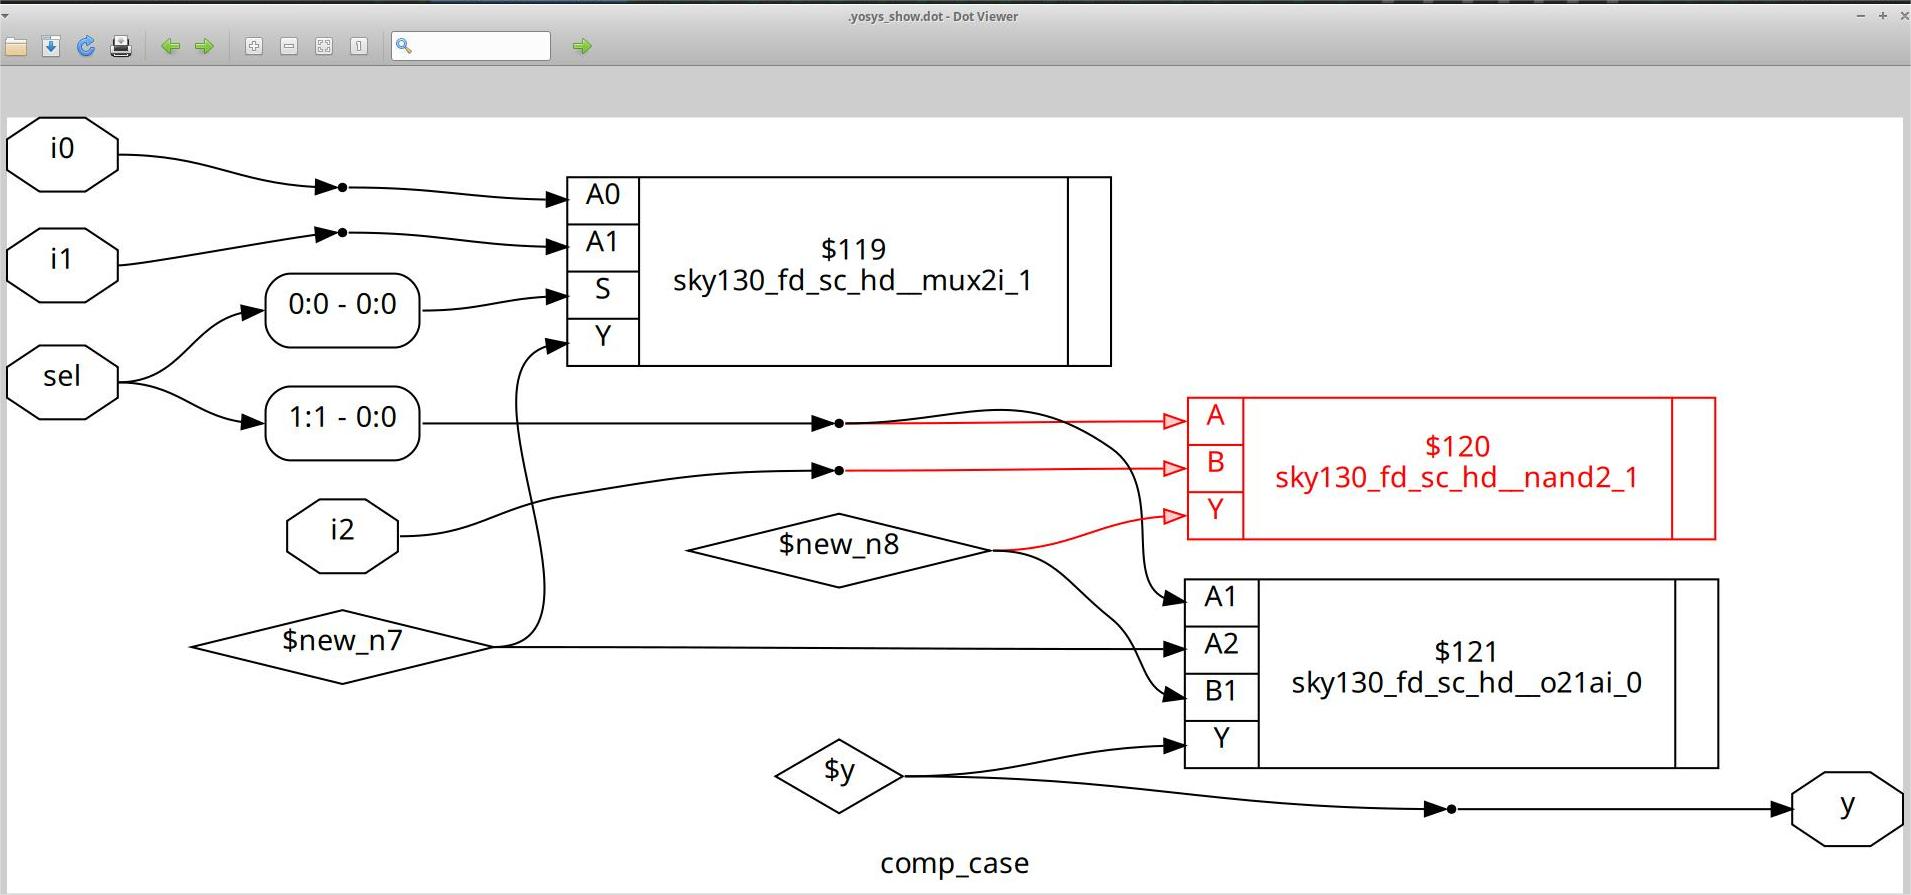 .yosys_show.dot - Dot Viewer
1
i0
i1
sel
0:0 - 0:0
1:1 - 0:0
i2
$new_n7
A0
A1
S
Y
$119
sky130_fd_sc_hd__mux2i_1
$new_n8
$y
A
B
Y
$120
sky130_fd_sc_hd__nand2_1
A1
A2
B1
Y
$121
sky130_fd_sc_hd__o21ai_0
y
comp_case